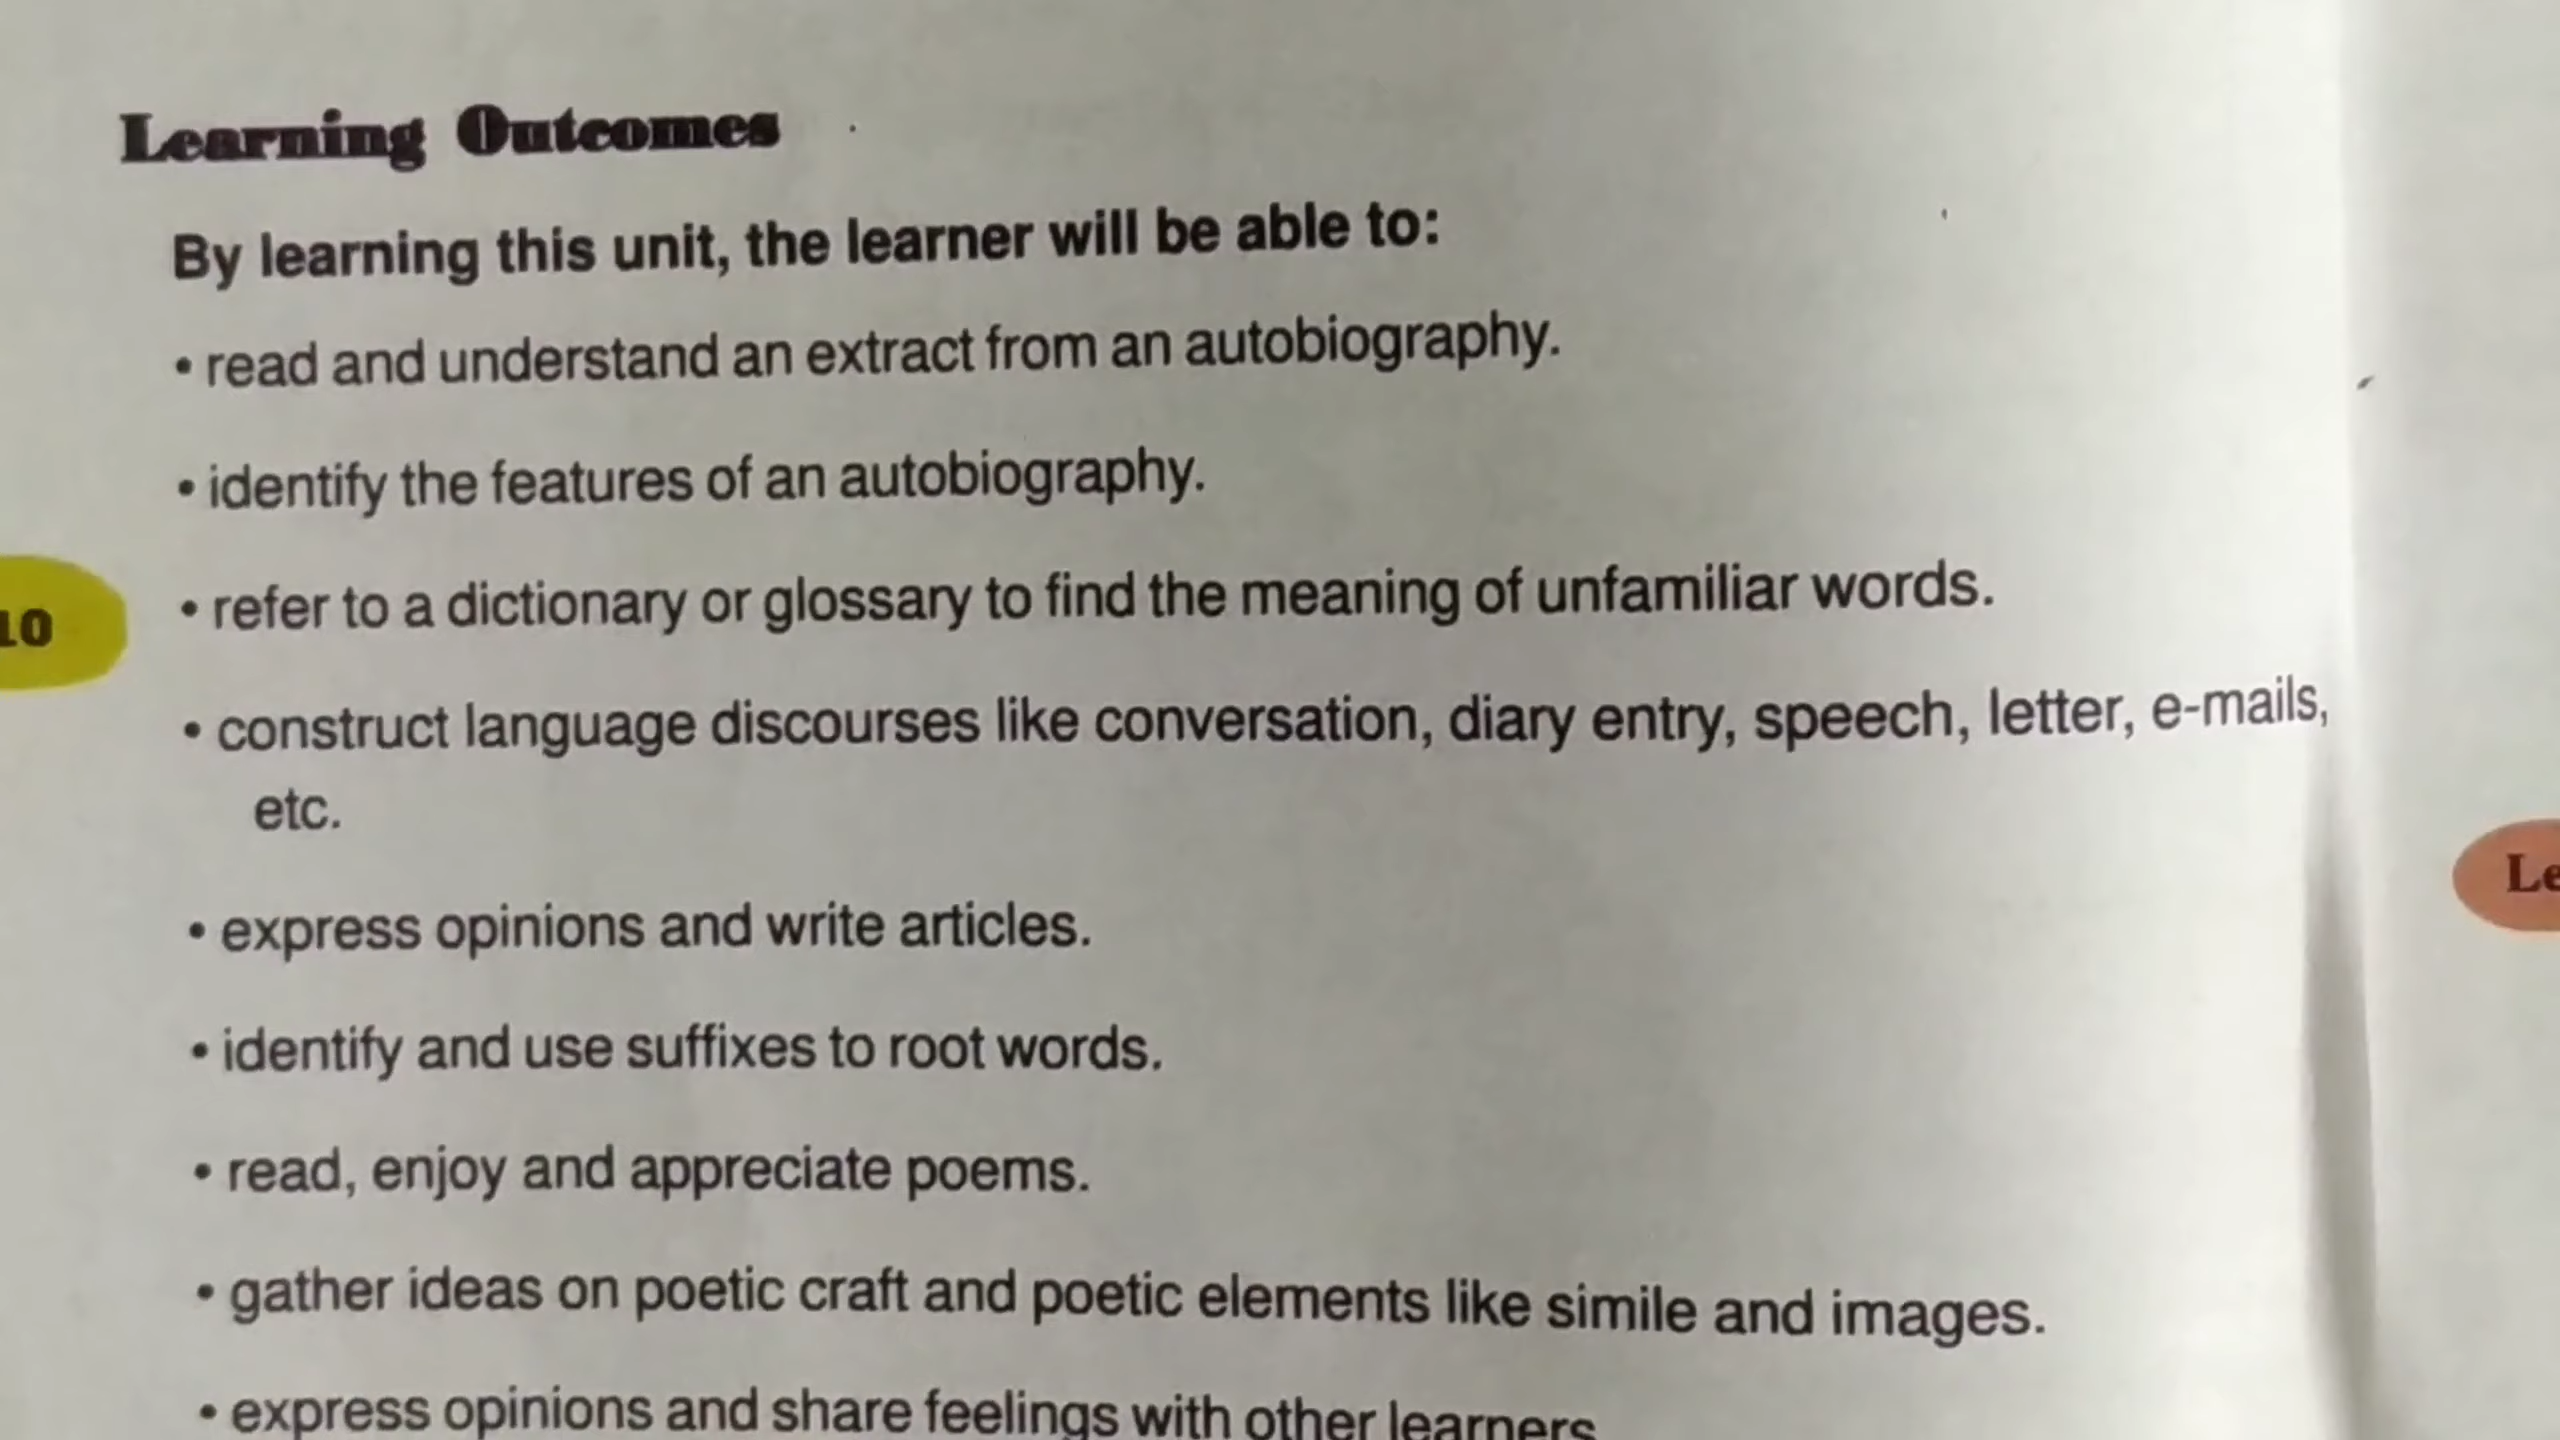 Learning Outcomes
By learning this unit, the learner will be able to:
• read and understand an extract from an autobiography.
• identify the features of an autobiography.
10
• refer to a dictionary or glossary to find the meaning of unfamiliar words.
• construct language discourses like conversation, diary entry, speech, letter, e-mails,
etc.
Le
• express opinions and write articles.
• identify and use suffixes to root words.
• read, enjoy and appreciate poems.
• gather ideas on poetic craft and poetic elements like simile and images.
• express opinions and share feelings with other learners